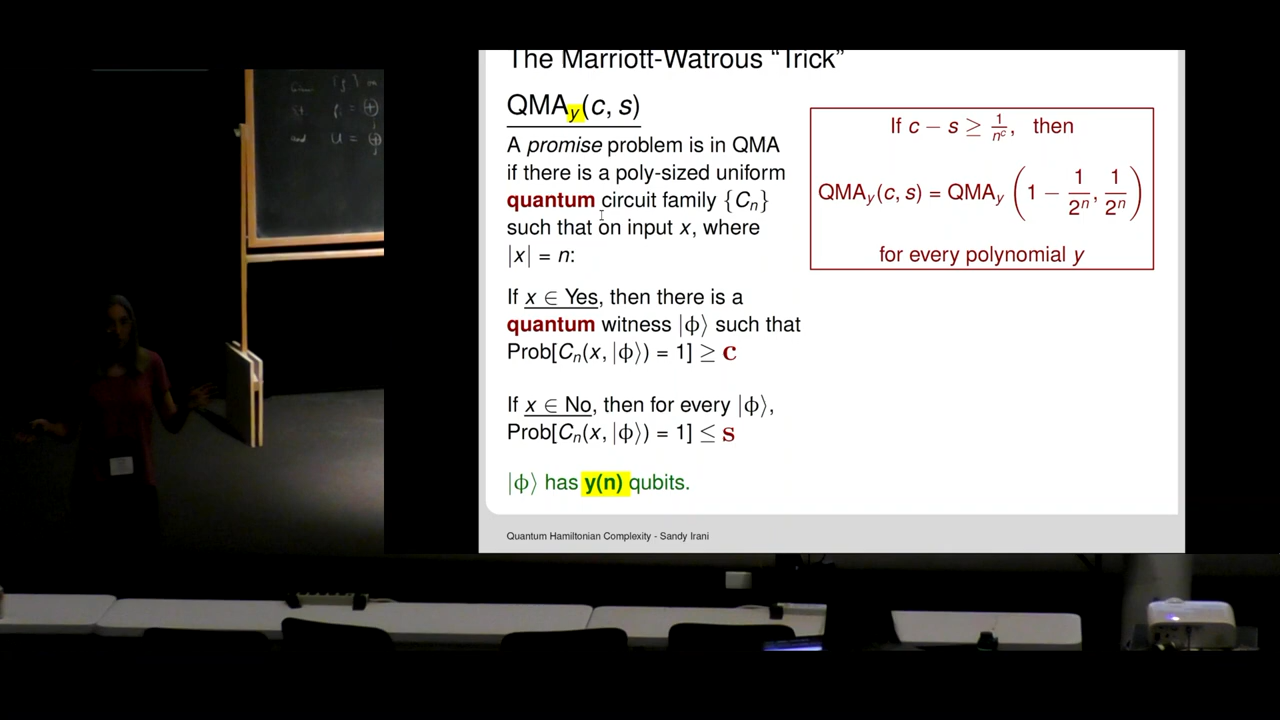 The Marriott-Watrous “Trick”
QMA_y(c, s)
A promise problem is in QMA
if there is a poly-sized uniform
quantum circuit family {C_n}
such that on input x, where
|x| = n:
If x ∈ Yes, then there is a
quantum witness |ϕ⟩ such that
Prob[C_n(x, |ϕ⟩) = 1] ≥ c
If x ∈ No, then for every |ϕ⟩,
Prob[C_n(x, |ϕ⟩) = 1] ≤ s
|ϕ⟩ has y(n) qubits.
If c − s ≥ 1/n^c, then
QMA_y(c, s) = QMA_y (1 − 1/2^n, 1/2^n)
for every polynomial y
Quantum Hamiltonian Complexity - Sandy Irani
and U = ⊕